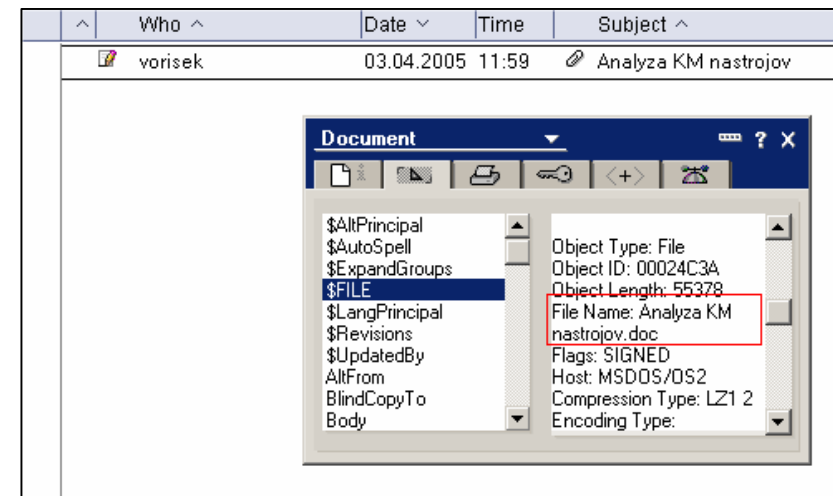 Who Date Time Subject
vorisek 03.04.2005 11:59 Analyza KM nastrojov
Document ? X
<+>
$AltPrincipal
$AutoSpell
$ExpandGroups
$FILE
$LangPrincipal
$Revisions
$UpdatedBy
AltFrom
BlindCopyTo
Body
Object Type: File
Object ID: 00024C3A
Object Length: 55378
File Name: Analyza KM
nastrojov.doc
Flags: SIGNED
Host: MSDOS/OS2
Compression Type: LZ1 2
Encoding Type: